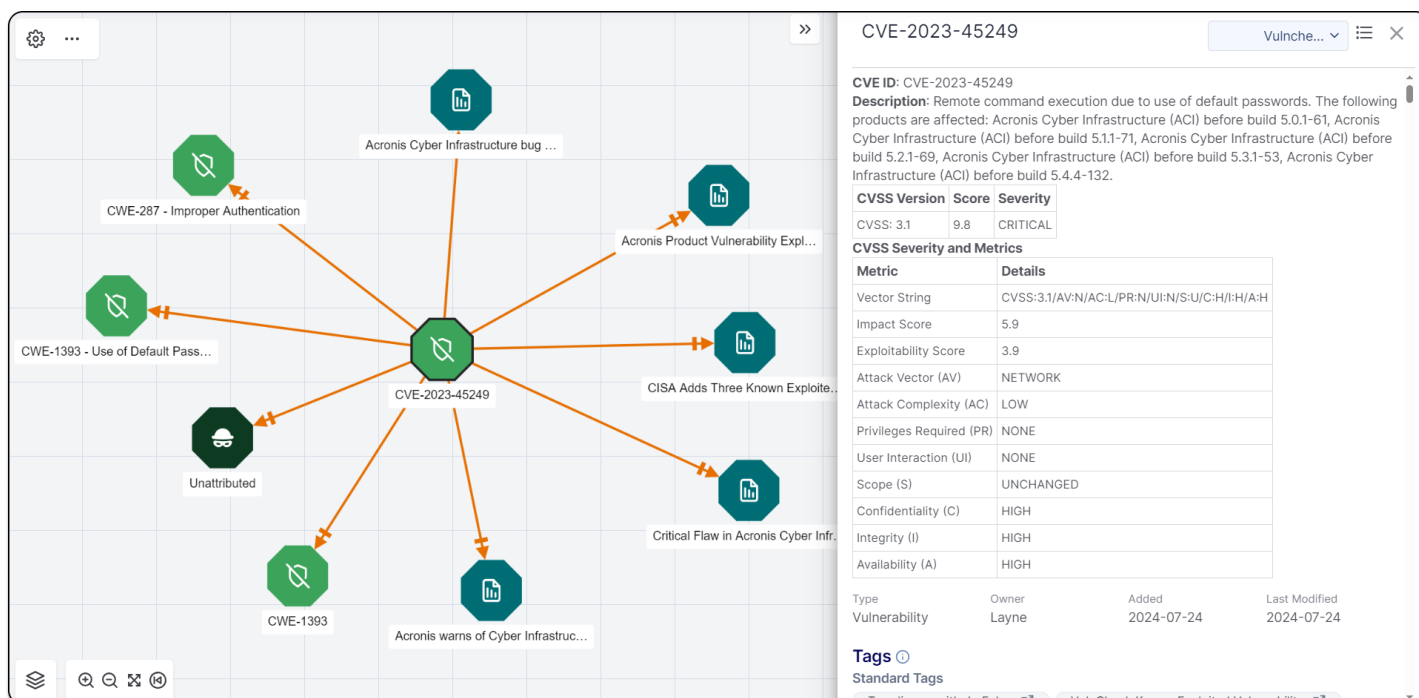 Acronis Cyber Infrastructure bug ...
CWE-287 - Improper Authentication
Acronis Product Vulnerability Expl...
CWE-1393 - Use of Default Pass...
CISA Adds Three Known Exploite...
CVE-2023-45249
Unattributed
Critical Flaw in Acronis Cyber Infr...
CWE-1393
Acronis warns of Cyber Infrastruc...
CVE-2023-45249
Vulnche...
CVE ID: CVE-2023-45249
Description: Remote command execution due to use of default passwords. The following
products are affected: Acronis Cyber Infrastructure (ACI) before build 5.0.1-61, Acronis
Cyber Infrastructure (ACI) before build 5.1.1-71, Acronis Cyber Infrastructure (ACI) before
build 5.2.1-69, Acronis Cyber Infrastructure (ACI) before build 5.3.1-53, Acronis Cyber
Infrastructure (ACI) before build 5.4.4-132.
CVSS Version Score Severity
CVSS: 3.1 9.8 CRITICAL
CVSS Severity and Metrics
Metric Details
Vector String CVSS:3.1/AV:N/AC:L/PR:N/UI:N/S:U/C:H/I:H/A:H
Impact Score 5.9
Exploitability Score 3.9
Attack Vector (AV) NETWORK
Attack Complexity (AC) LOW
Privileges Required (PR) NONE
User Interaction (UI) NONE
Scope (S) UNCHANGED
Confidentiality (C) HIGH
Integrity (I) HIGH
Availability (A) HIGH
Type Owner Added Last Modified
Vulnerability Layne 2024-07-24 2024-07-24
Tags
Standard Tags